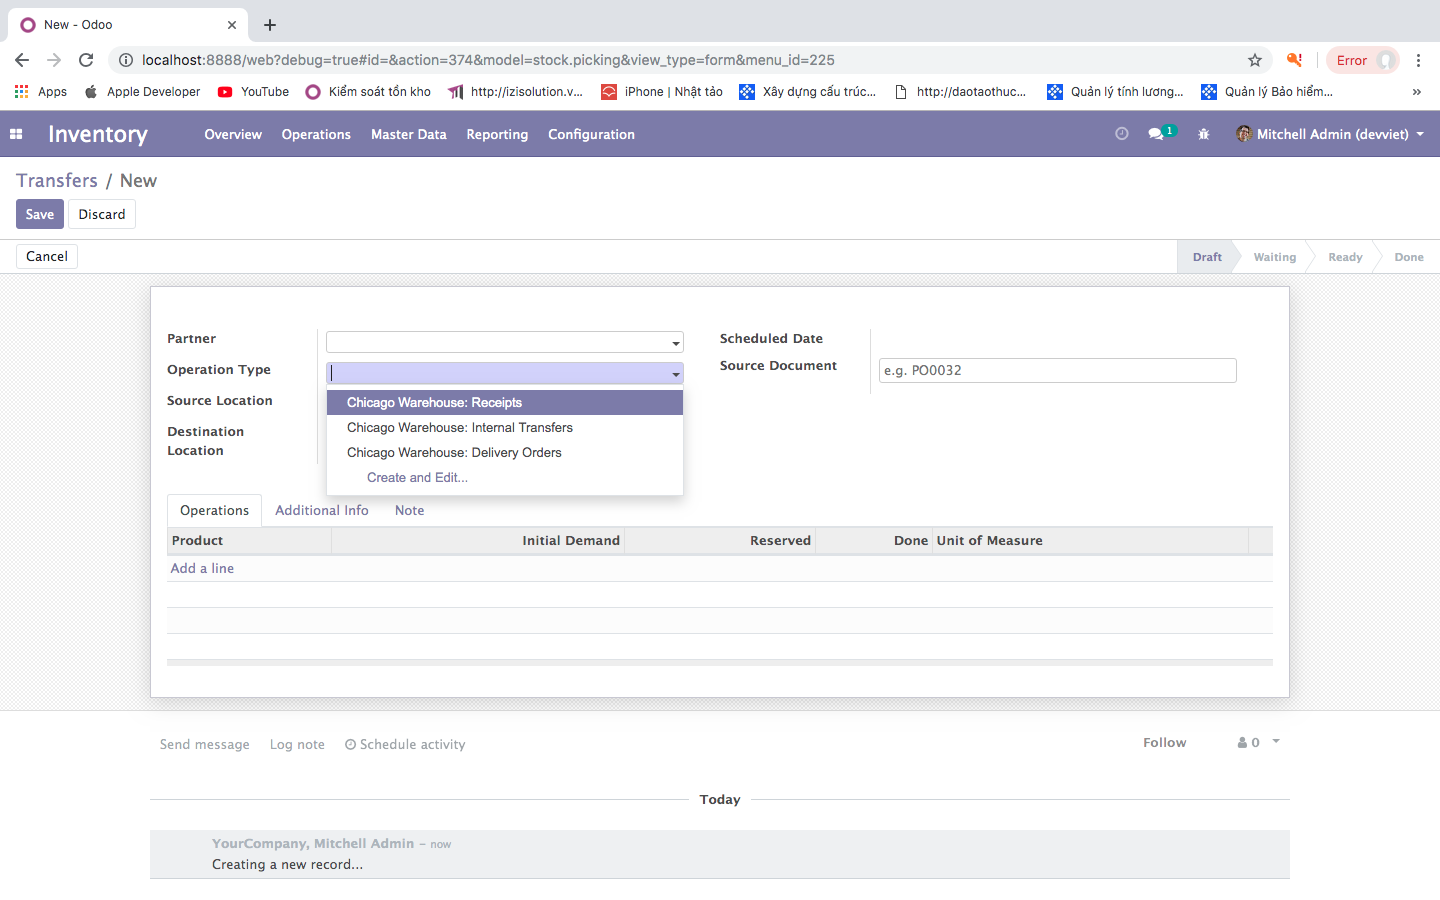 New - Odoo
localhost:8888/web?debug=true#id=&action=374&model=stock.picking&view_type=form&menu_id=225
Error
Apps
Apple Developer
YouTube
Kiểm soát tồn kho
http://izisolution.v...
iPhone | Nhật tảo
Xây dựng cấu trúc...
http://daotaothuc...
Quản lý tính lương...
Quản lý Bảo hiểm...
»
Inventory
Overview
Operations
Master Data
Reporting
Configuration
1
Mitchell Admin (devviet)
Transfers / New
Save
Discard
Cancel
Draft
Waiting
Ready
Done
Partner
Operation Type
Source Location
Destination
Location
Chicago Warehouse: Receipts
Chicago Warehouse: Internal Transfers
Chicago Warehouse: Delivery Orders
Create and Edit...
Scheduled Date
Source Document
e.g. PO0032
Operations
Additional Info
Note
Product
Initial Demand
Reserved
Done
Unit of Measure
Add a line
Send message
Log note
Schedule activity
Follow
0
Today
YourCompany, Mitchell Admin - now
Creating a new record...